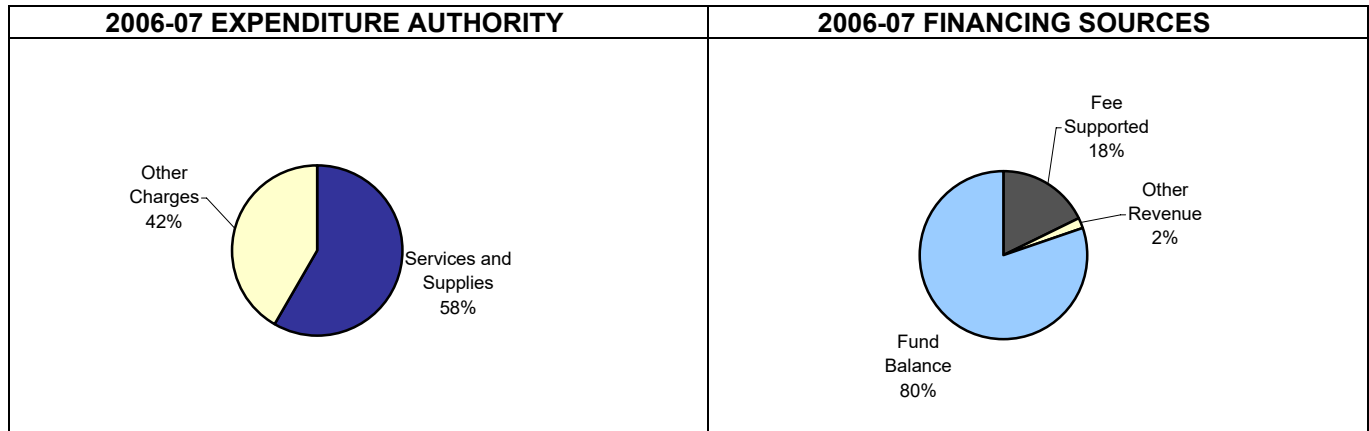 2006-07 EXPENDITURE AUTHORITY
2006-07 FINANCING SOURCES
Other
Charges
42%
Services and
Supplies
58%
Fee
Supported
18%
Other
Revenue
2%
Fund
Balance
80%